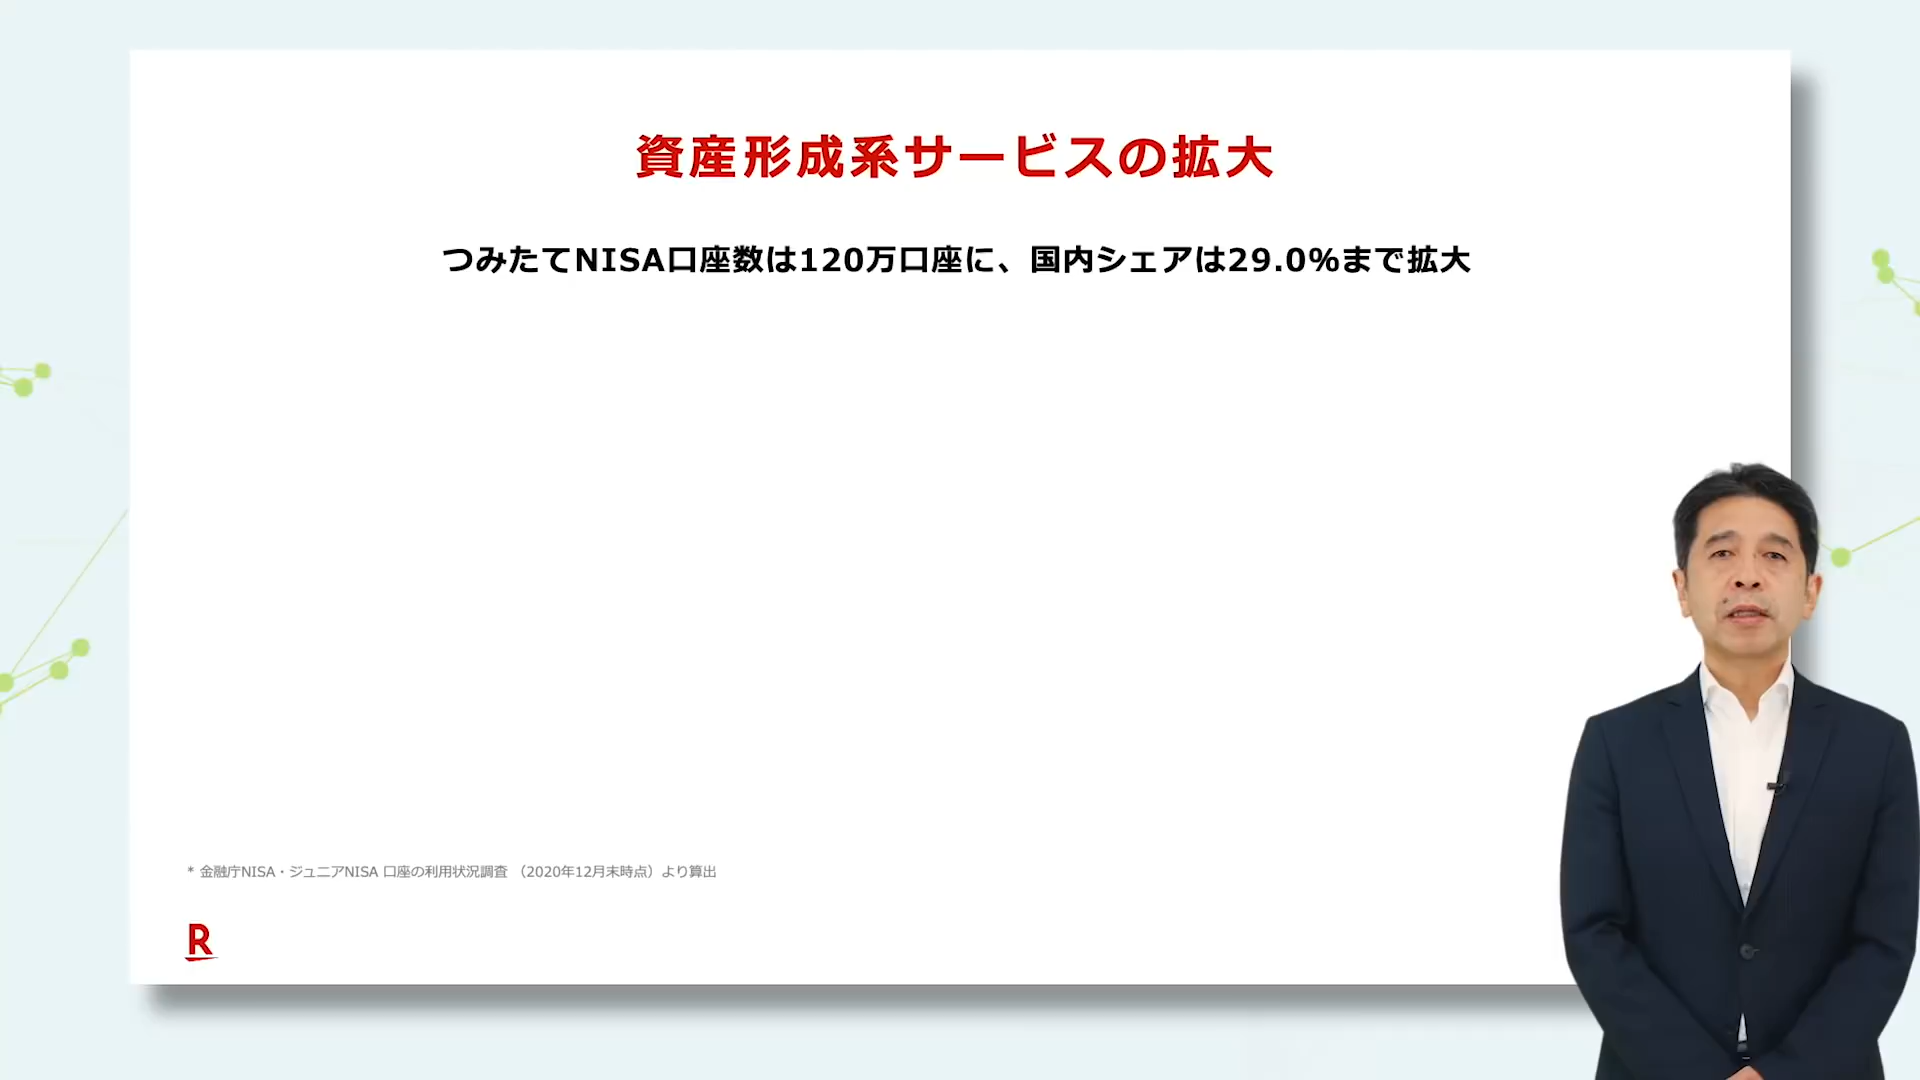 資産形成系サービスの拡大
つみたてNISA口座数は120万口座に、国内シェアは29.0%まで拡大
* 金融庁NISA・ジュニアNISA 口座の利用状況調査 （2020年12月末時点）より算出
R